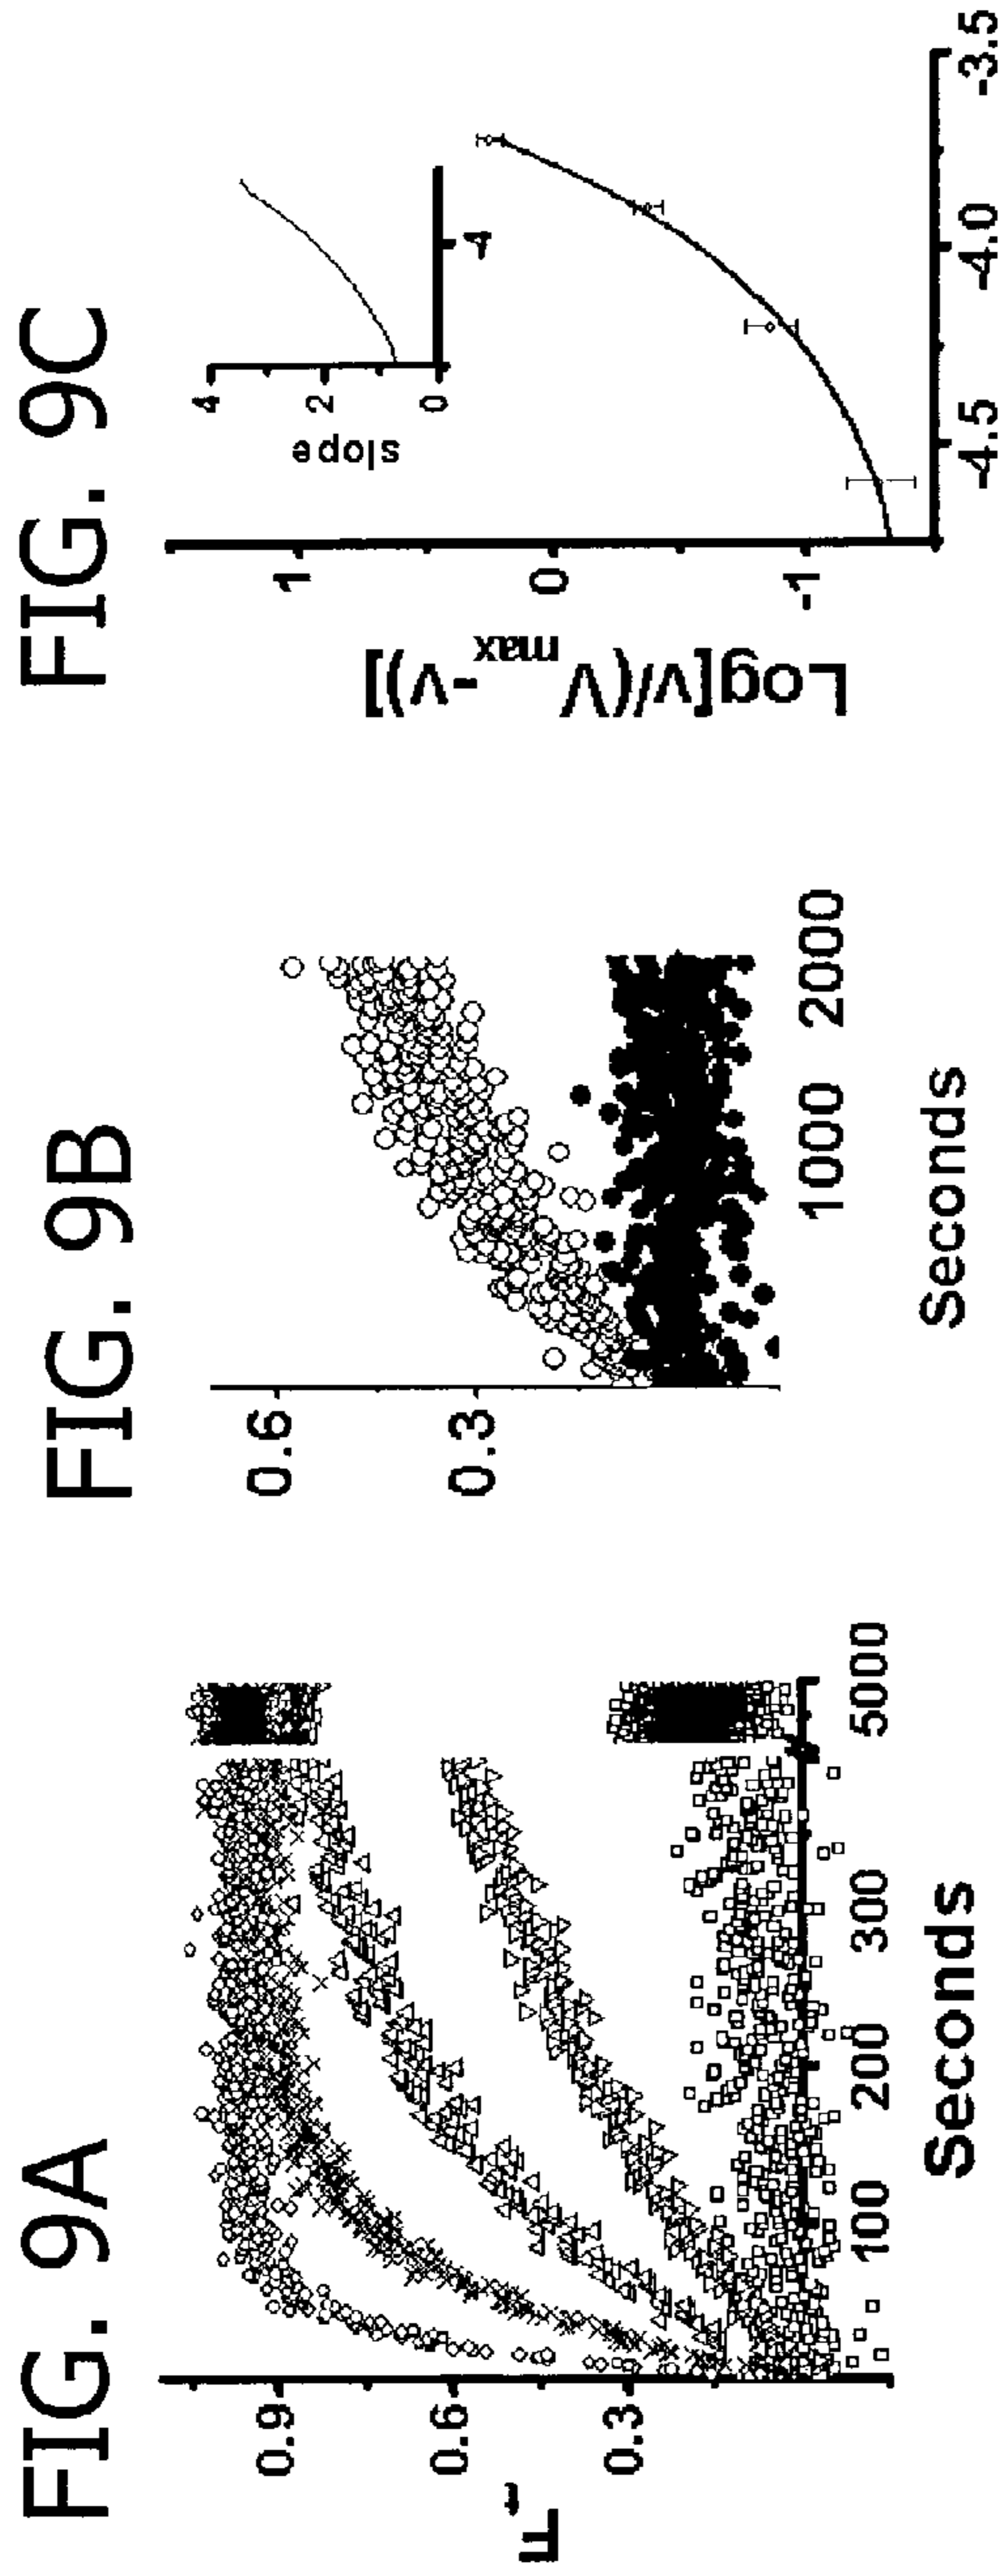 FIG. 9A
0.9
0.6
0.3
Fr
100
200
300
5000
Seconds
FIG. 9B
0.6
0.3
1000
2000
Seconds
FIG. 9C
1
0
-1
Log[v/(Vmax-v)]
-4.5
-4.0
-3.5
4
2
0
slope
-4